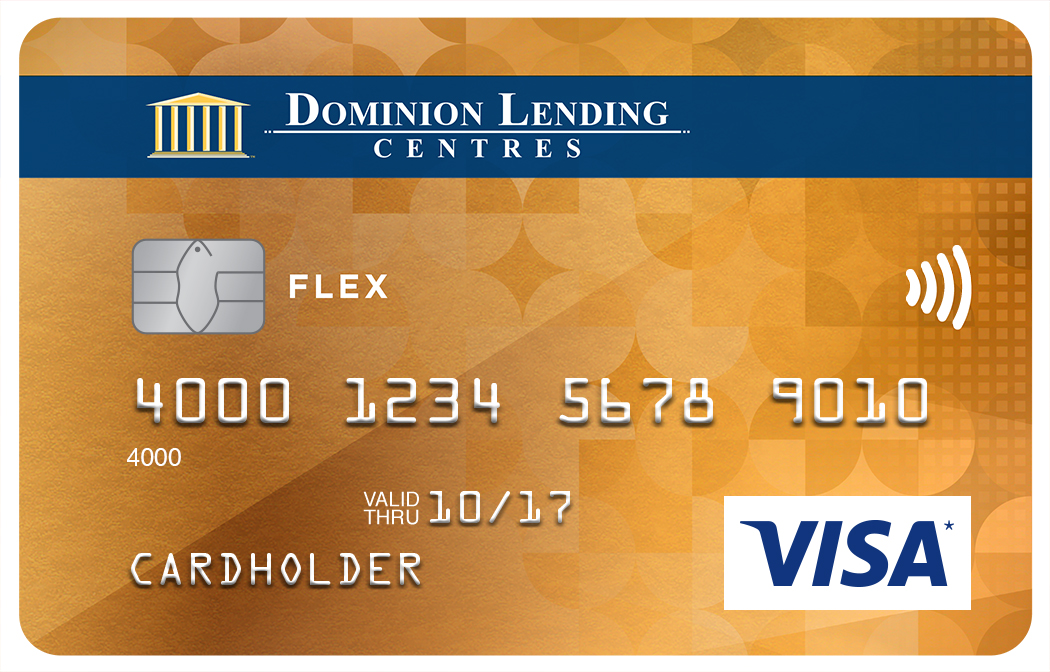 DOMINION LENDING
CENTRES
FLEX
4000 1234 5678 9010
4000
VALID
THRU 10/17
CARDHOLDER
VISA*